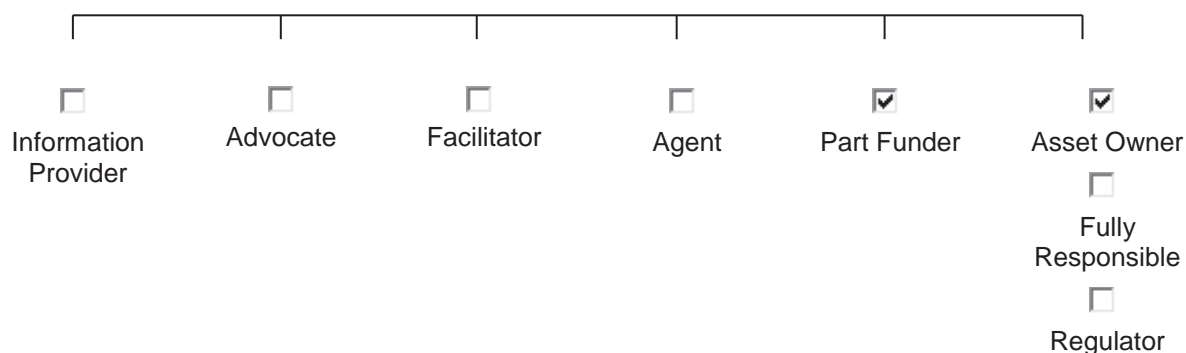 Information
Provider
Advocate
Facilitator
Agent
Part Funder
Asset Owner
Fully
Responsible
Regulator